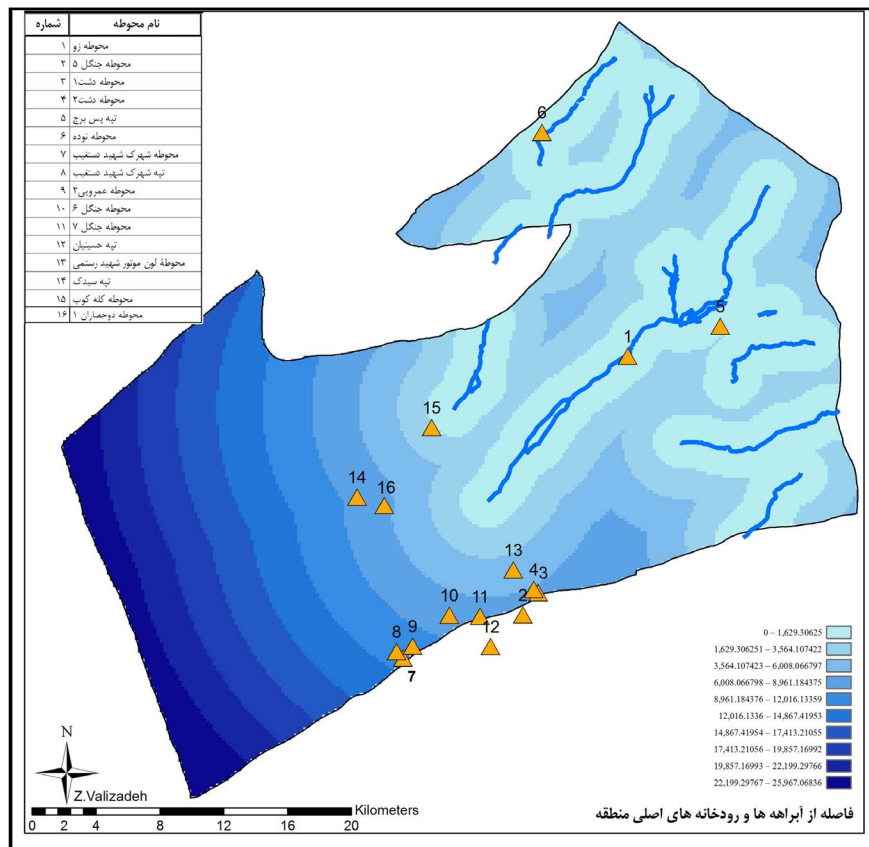 نام محوطه شماره
محوطه زو ۱
محوطه جنگل ۵ ۲
محوطه دشت۱ ۳
محوطه دشت۲ ۴
تپه پس برج ۵
محوطه نوده ۶
محوطه شهرک شهید دستغیب ۷
تپه شهرک شهید دستغیب ۸
محوطه عمرویی۲ ۹
محوطه جنگل ۶ ۱۰
محوطه جنگل ۷ ۱۱
تپه حسینیان ۱۲
محوطهٔ لون موتور شهید رستمی ۱۳
تپه سیدک ۱۴
محوطه کله کوب ۱۵
محوطه دوحصاران ۱ ۱۶
6
5
1
15
14
16
13
4
3
10
11
2
12
9
8
7
0 – 1,629.30625
1,629.306251 – 3,564.107422
3,564.107423 – 6,008.066797
6,008.066798 – 8,961.184375
8,961.184376 – 12,016.13359
12,016.1336 – 14,867.41953
14,867.41954 – 17,413.21055
17,413.21056 – 19,857.16992
19,857.16993 – 22,199.29766
22,199.29767 – 25,967.06836
N
Z.Valizadeh
Kilometers
0 2 4 8 12 16 20
فاصله از آبراهه ها و رودخانه های اصلی منطقه